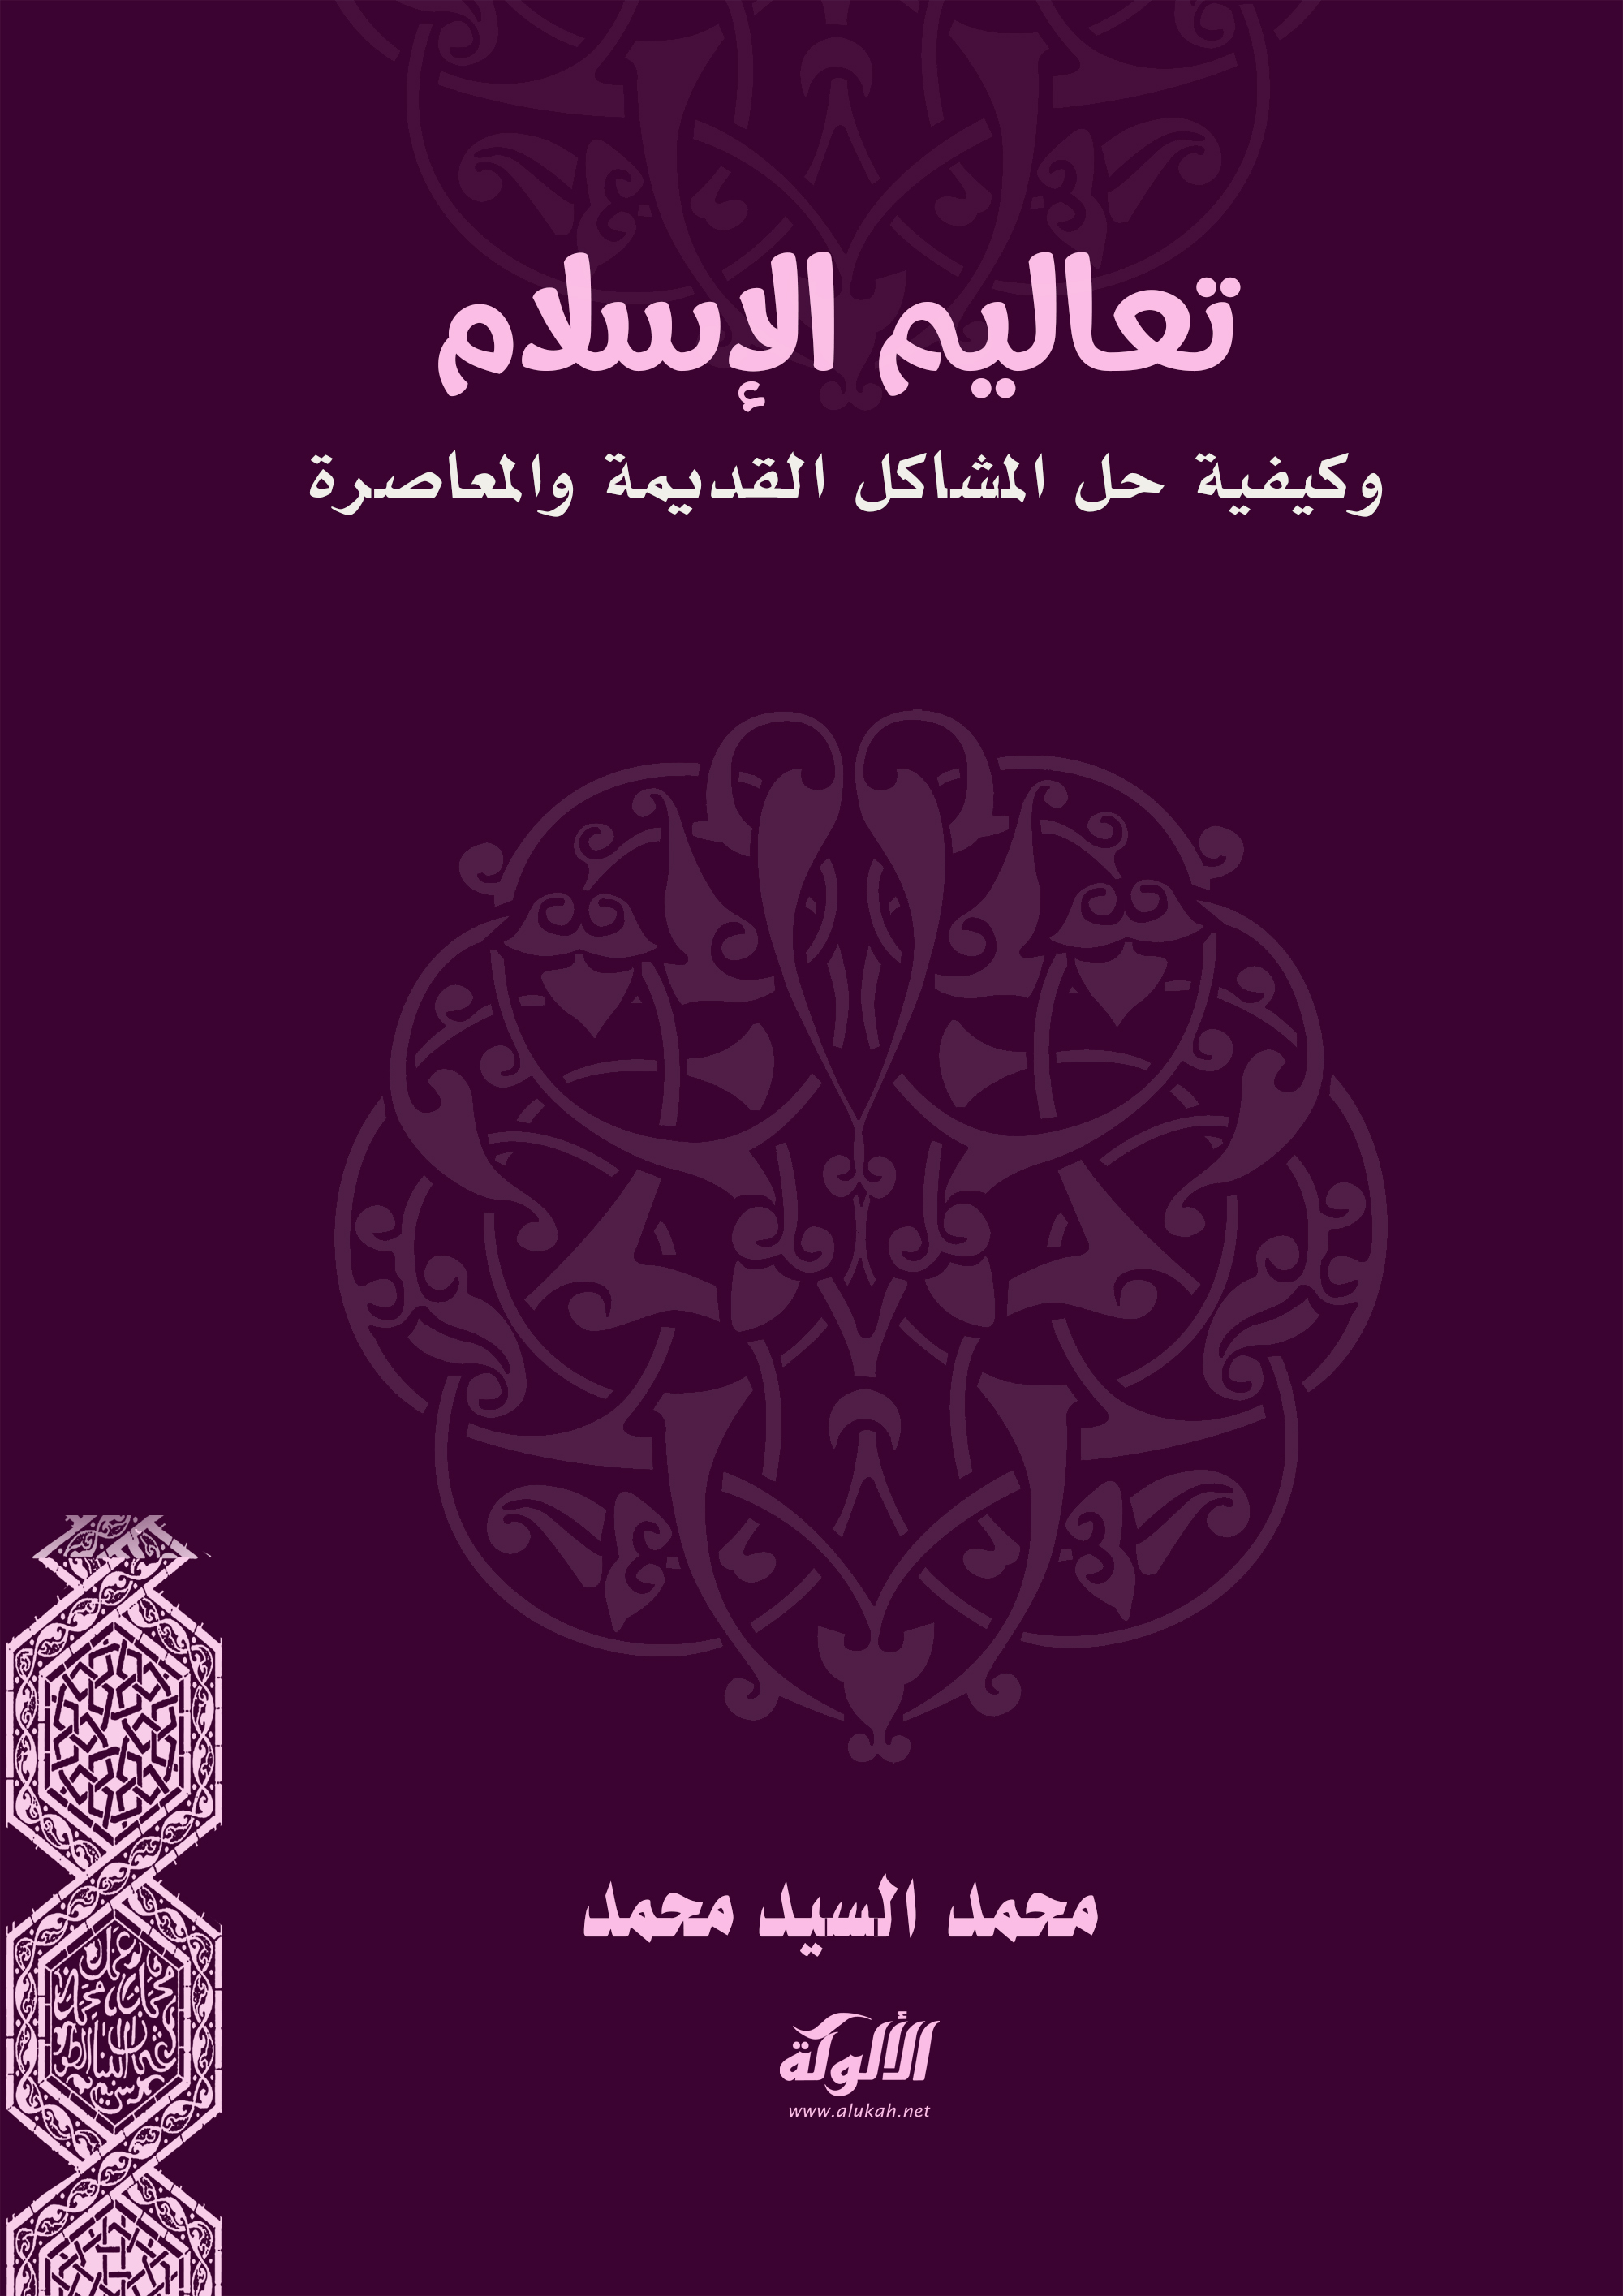 تعاليم الإسلام
وكيفية حل المشاكل القديمة والمعاصرة
محمد السيد محمد
الألوكة
www.alukah.net